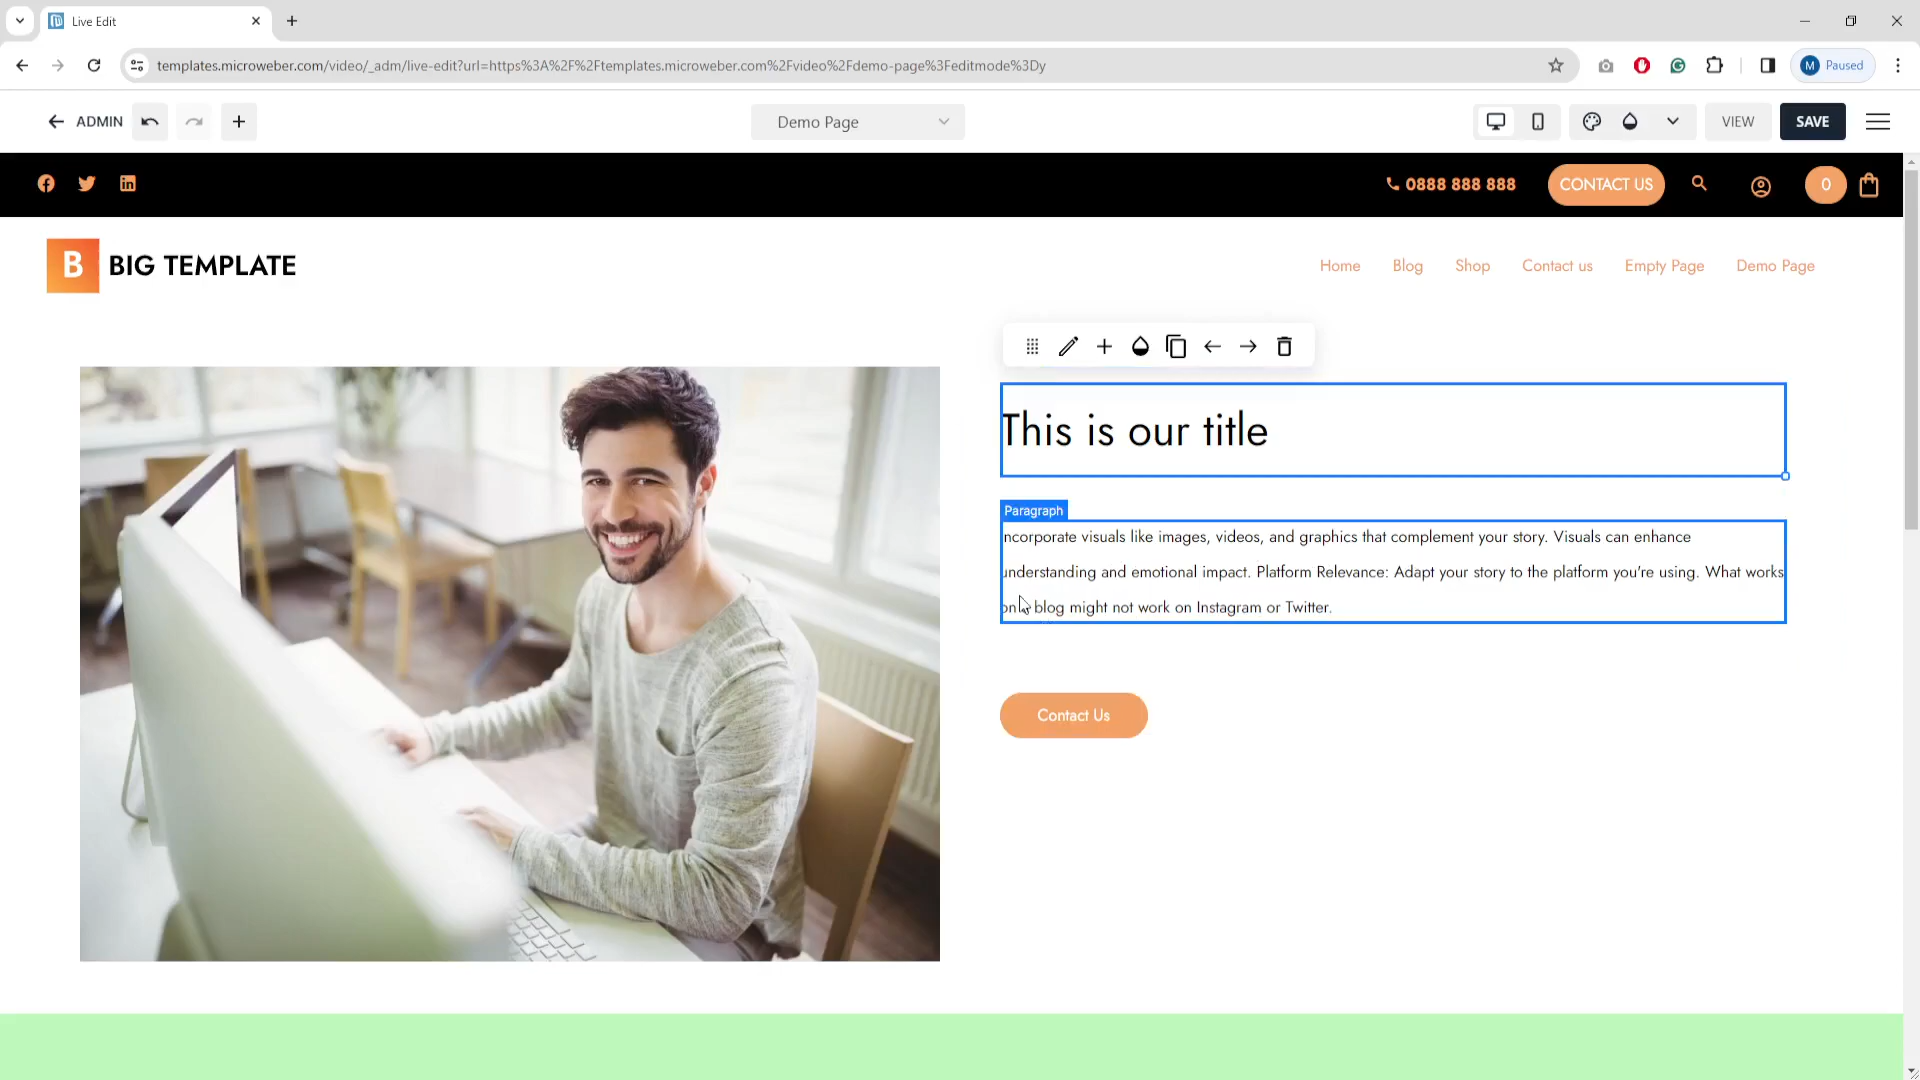 Live Edit
templates.microweber.com/video/_adm/live-edit?url=https%3A%2F%2Ftemplates.microweber.com%2Fvideo%2Fdemo-page%3Feditmode%3Dy
M Paused
ADMIN
Demo Page
VIEW
SAVE
0888 888 888
CONTACT US
0
B BIG TEMPLATE
Home
Blog
Shop
Contact us
Empty Page
Demo Page
This is our title
Paragraph
ncorporate visuals like images, videos, and graphics that complement your story. Visuals can enhance
understanding and emotional impact. Platform Relevance: Adapt your story to the platform you're using. What works
on blog might not work on Instagram or Twitter.
Contact Us